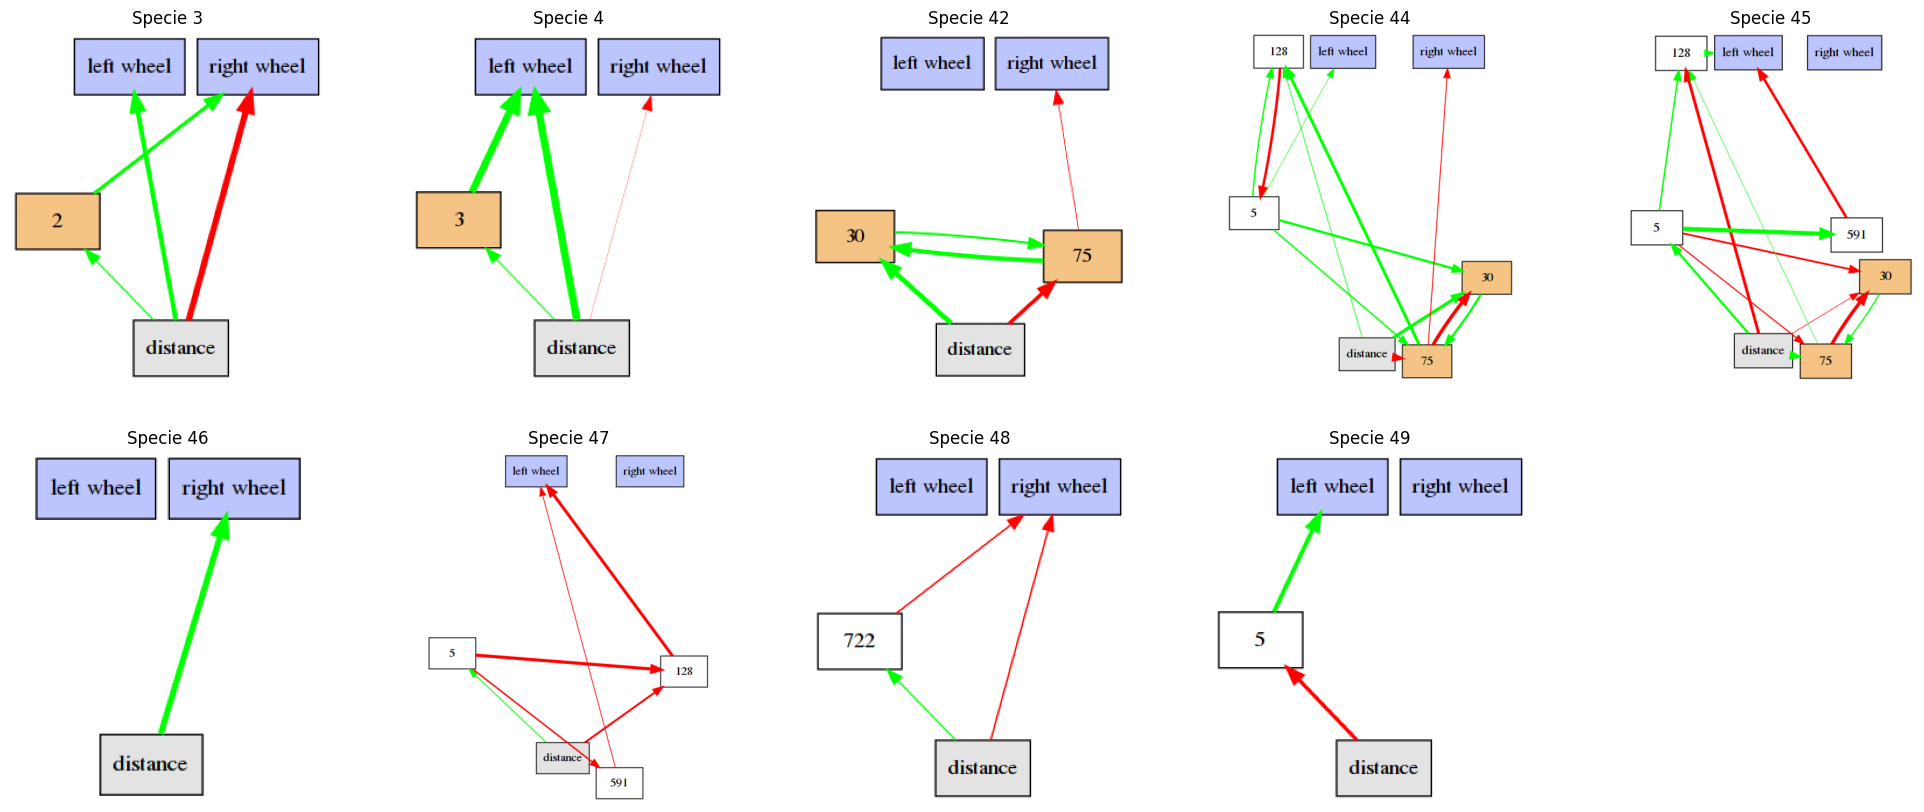 Specie 3
left wheel
right wheel
2
distance
Specie 4
left wheel
right wheel
3
distance
Specie 42
left wheel
right wheel
30
75
distance
Specie 44
128
left wheel
right wheel
5
30
distance
75
Specie 45
128
left wheel
right wheel
5
591
30
distance
75
Specie 46
left wheel
right wheel
distance
Specie 47
left wheel
right wheel
5
128
distance
591
Specie 48
left wheel
right wheel
722
distance
Specie 49
left wheel
right wheel
5
distance